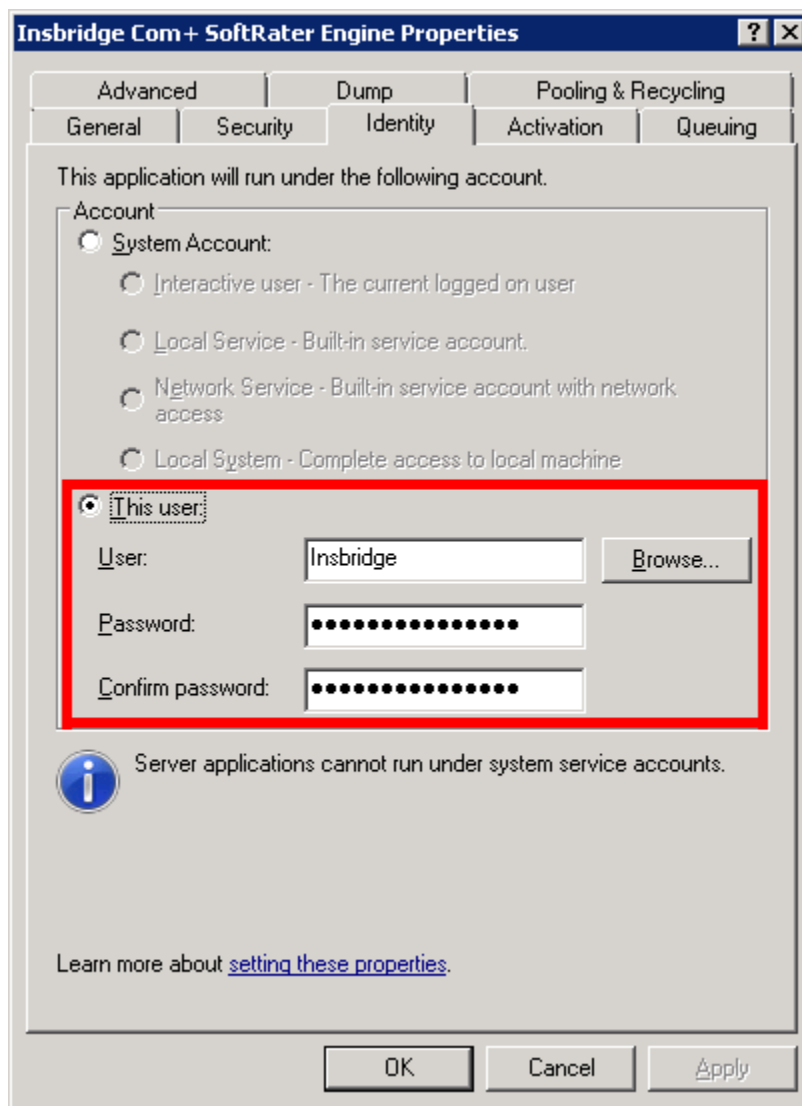 Insbridge Com+ SoftRater Engine Properties
Advanced
Dump
Pooling & Recycling
General
Security
Identity
Activation
Queuing
This application will run under the following account.
Account
System Account:
Interactive user - The current logged on user
Local Service - Built-in service account.
Network Service - Built-in service account with network
access
Local System - Complete access to local machine
This user:
User:
Insbridge
Browse...
Password:
●●●●●●●●●●●●●●●
Confirm password:
●●●●●●●●●●●●●●●
Server applications cannot run under system service accounts.
Learn more about setting these properties.
OK
Cancel
Apply